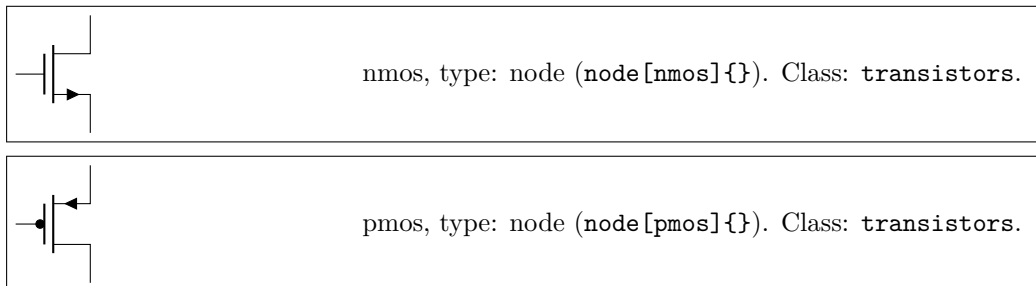 nmos, type: node (node[nmos]{}). Class: transistors.
pmos, type: node (node[pmos]{}). Class: transistors.